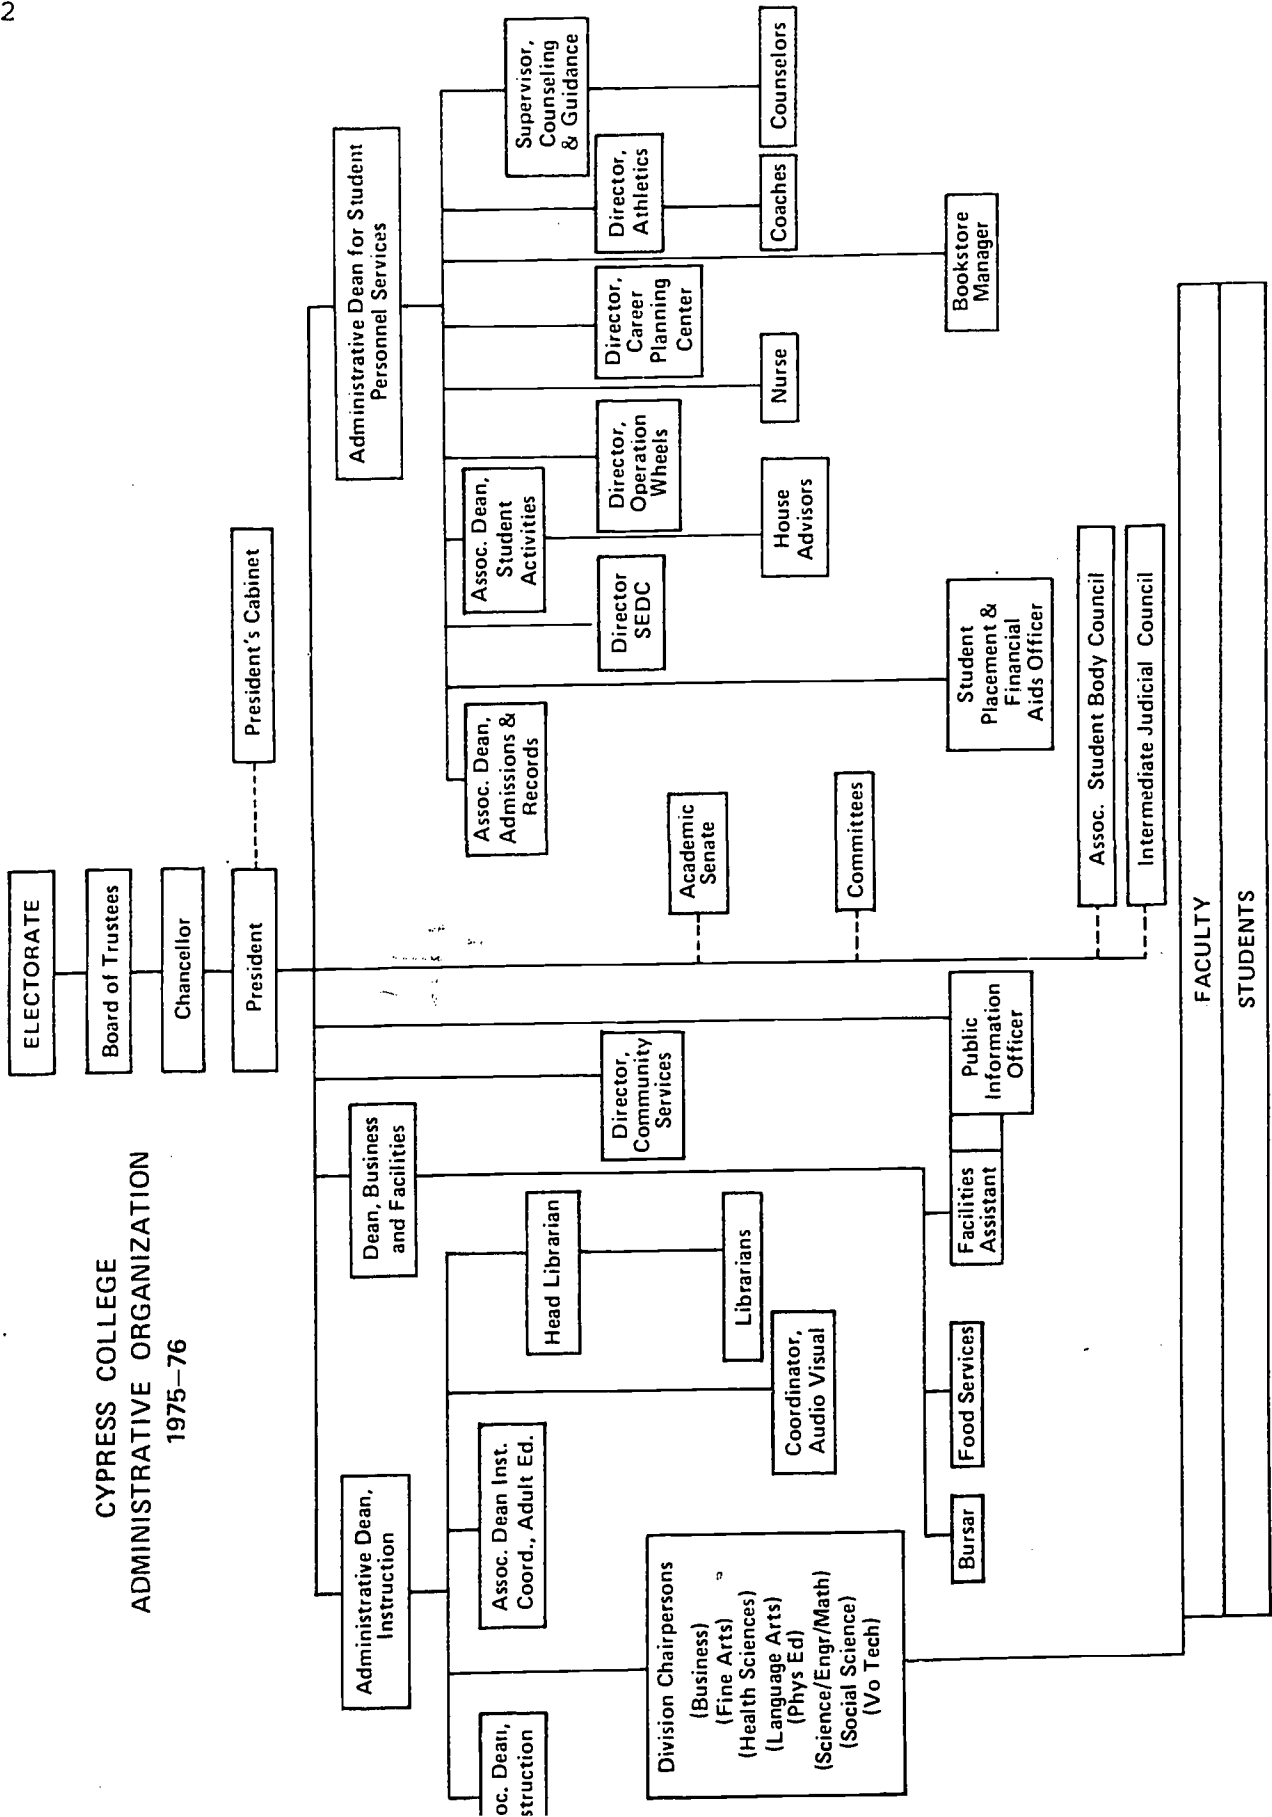 2
CYPRESS COLLEGE
ADMINISTRATIVE ORGANIZATION
1975–76
ELECTORATE
Board of Trustees
Chancellor
President
President's Cabinet
Administrative Dean,
Instruction
Dean, Business
and Facilities
Administrative Dean for Student
Personnel Services
oc. Dean,
struction
Assoc. Dean Inst.
Coord., Adult Ed.
Head Librarian
Librarians
Coordinator,
Audio Visual
Division Chairpersons
(Business)
(Fine Arts)
(Health Sciences)
(Language Arts)
(Phys Ed)
(Science/Engr/Math)
(Social Science)
(Vo Tech)
Director,
Community
Services
Public
Information
Officer
Bursar
Food Services
Facilities
Assistant
Academic
Senate
Committees
Assoc. Student Body Council
Intermediate Judicial Council
Assoc. Dean,
Admissions &
Records
Assoc. Dean,
Student
Activities
Supervisor,
Counseling
& Guidance
Director
SEDC
Director,
Operation
Wheels
Director,
Career
Planning
Center
Director,
Athletics
House
Advisors
Nurse
Coaches
Counselors
Student
Placement &
Financial
Aids Officer
Bookstore
Manager
FACULTY
STUDENTS